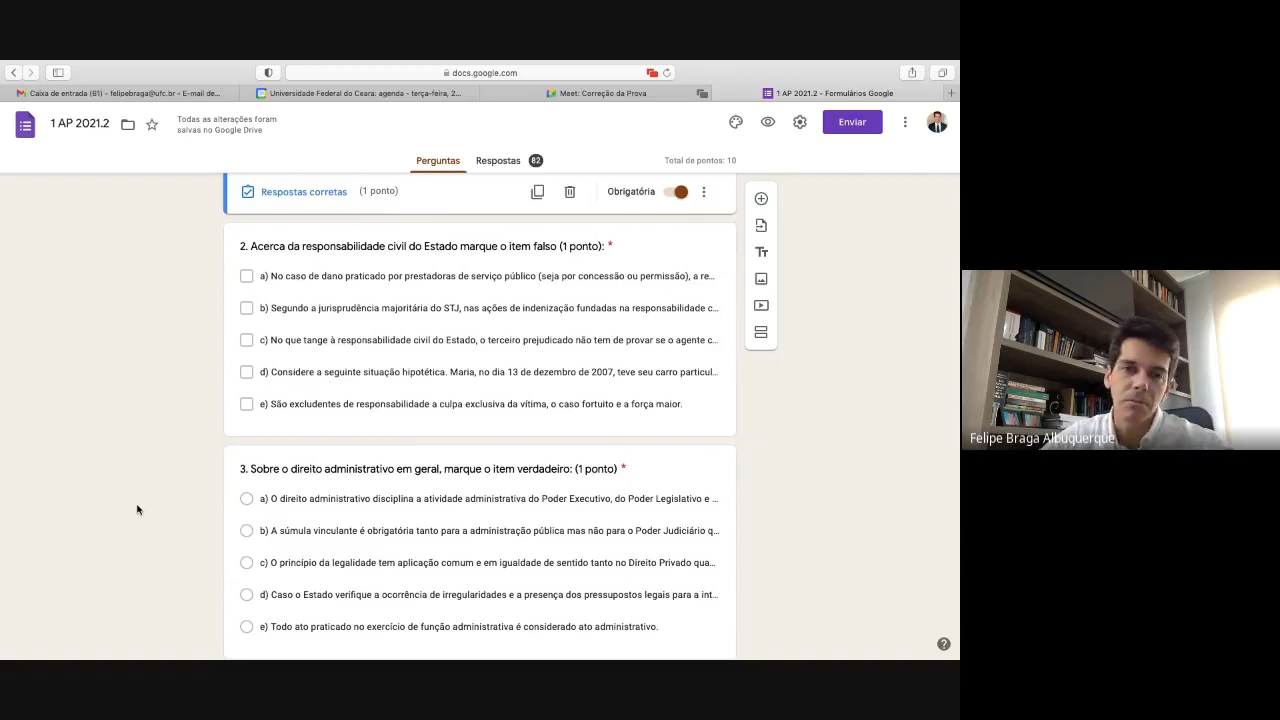 docs.google.com
Caixa de entrada (61) - felipebraga@ufc.br - E-mail de...
Universidade Federal do Ceara: agenda - terça-feira, 2...
Meet: Correção da Prova
1 AP 2021.2 - Formulários Google
1 AP 2021.2
Todas as alterações foram
salvas no Google Drive
Enviar
Perguntas
Respostas 82
Total de pontos: 10
Respostas corretas (1 ponto)
Obrigatória
2. Acerca da responsabilidade civil do Estado marque o item falso (1 ponto): *
a) No caso de dano praticado por prestadoras de serviço público (seja por concessão ou permissão), a re...
b) Segundo a jurisprudência majoritária do STJ, nas ações de indenização fundadas na responsabilidade c...
c) No que tange à responsabilidade civil do Estado, o terceiro prejudicado não tem de provar se o agente c...
d) Considere a seguinte situação hipotética. Maria, no dia 13 de dezembro de 2007, teve seu carro particul...
e) São excludentes de responsabilidade a culpa exclusiva da vítima, o caso fortuito e a força maior.
3. Sobre o direito administrativo em geral, marque o item verdadeiro: (1 ponto) *
a) O direito administrativo disciplina a atividade administrativa do Poder Executivo, do Poder Legislativo e ...
b) A súmula vinculante é obrigatória tanto para a administração pública mas não para o Poder Judiciário q...
c) O princípio da legalidade tem aplicação comum e em igualdade de sentido tanto no Direito Privado qua...
d) Caso o Estado verifique a ocorrência de irregularidades e a presença dos pressupostos legais para a int...
e) Todo ato praticado no exercício de função administrativa é considerado ato administrativo.
Felipe Braga Albuquerque